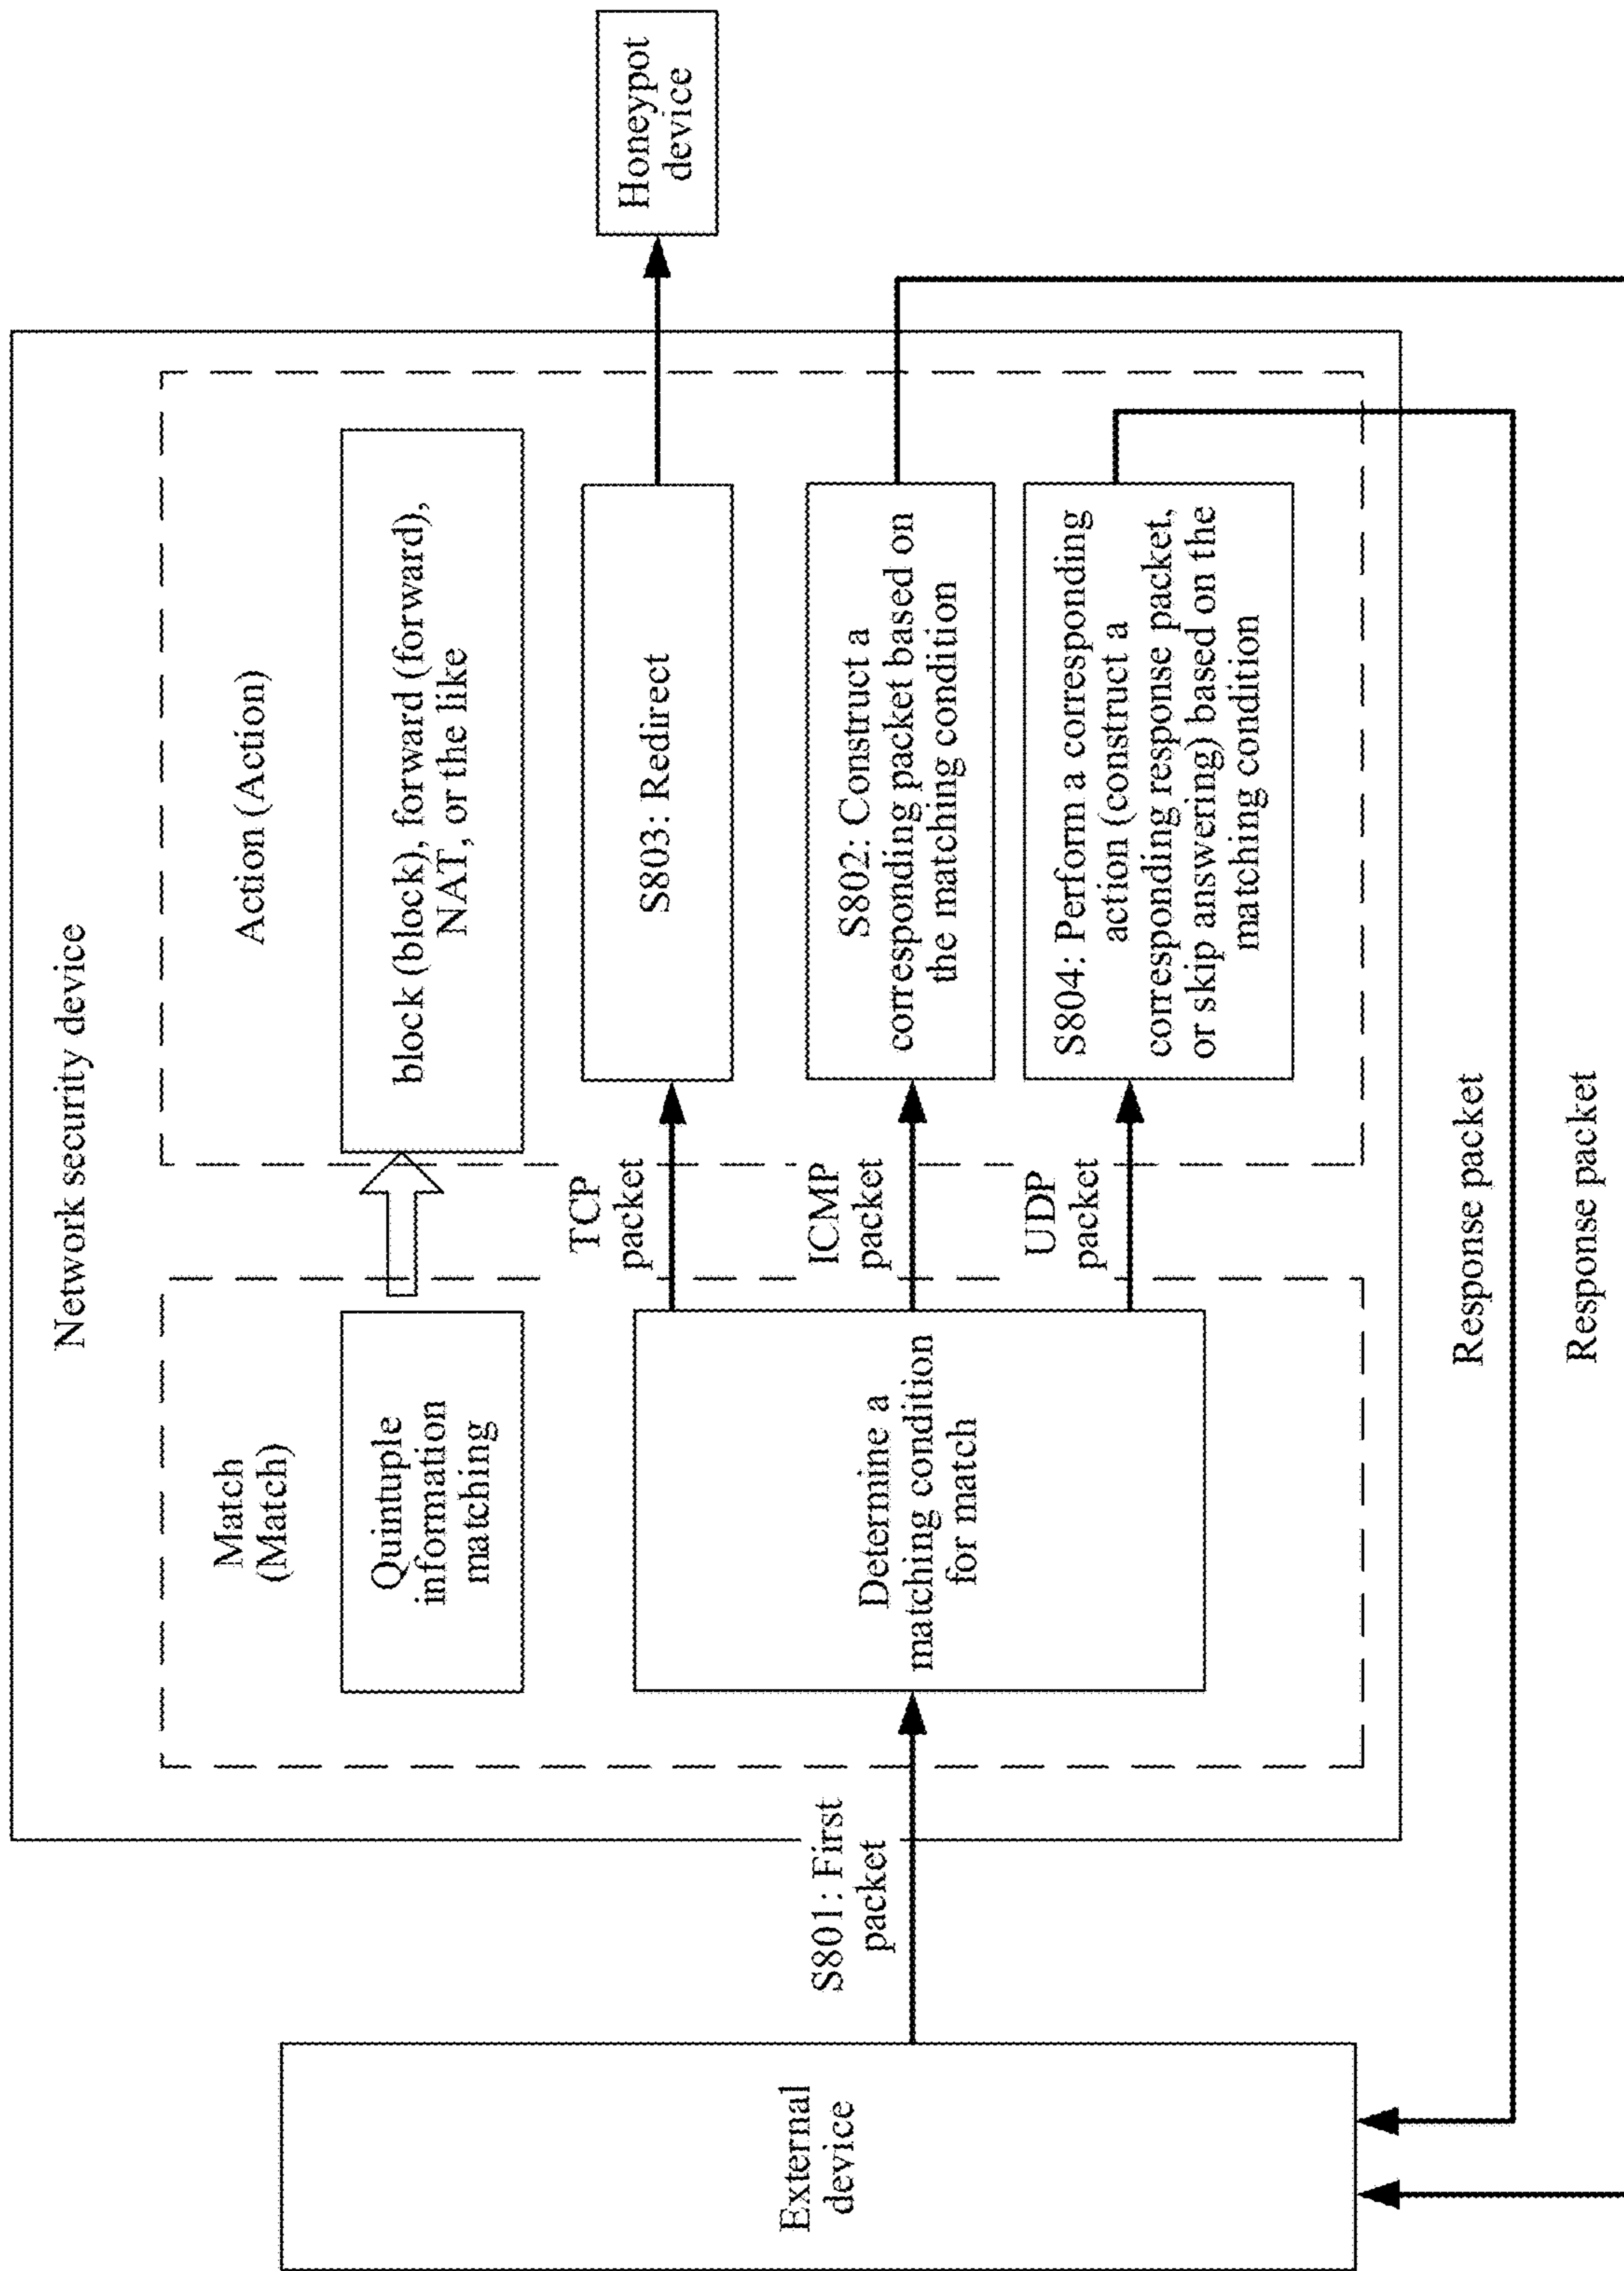 Network security device
Match
(Match)
Action (Action)
Quintuple
information
matching
block (block), forward (forward),
NAT, or the like
External
device
S801: First
packet
Determine a
matching condition
for match
TCP
packet
S803: Redirect
Honeypot
device
ICMP
packet
S802: Construct a
corresponding packet based on
the matching condition
UDP
packet
S804: Perform a corresponding
action (construct a
corresponding response packet,
or skip answering) based on the
matching condition
Response packet
Response packet